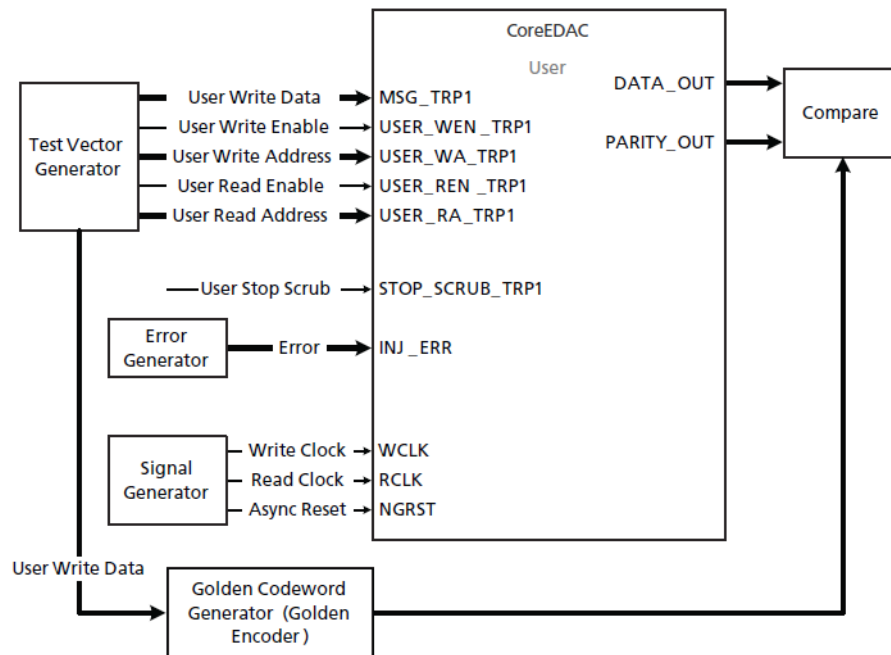 CoreEDAC
User
Test Vector
Generator
User Write Data
MSG_TRP1
User Write Enable
USER_WEN _TRP1
User Write Address
USER_WA_TRP1
User Read Enable
USER_REN _TRP1
User Read Address
USER_RA_TRP1
DATA_OUT
PARITY_OUT
Compare
User Stop Scrub
STOP_SCRUB_TRP1
Error
Generator
Error
INJ _ERR
Signal
Generator
Write Clock
WCLK
Read Clock
RCLK
Async Reset
NGRST
User Write Data
Golden Codeword
Generator (Golden
Encoder )